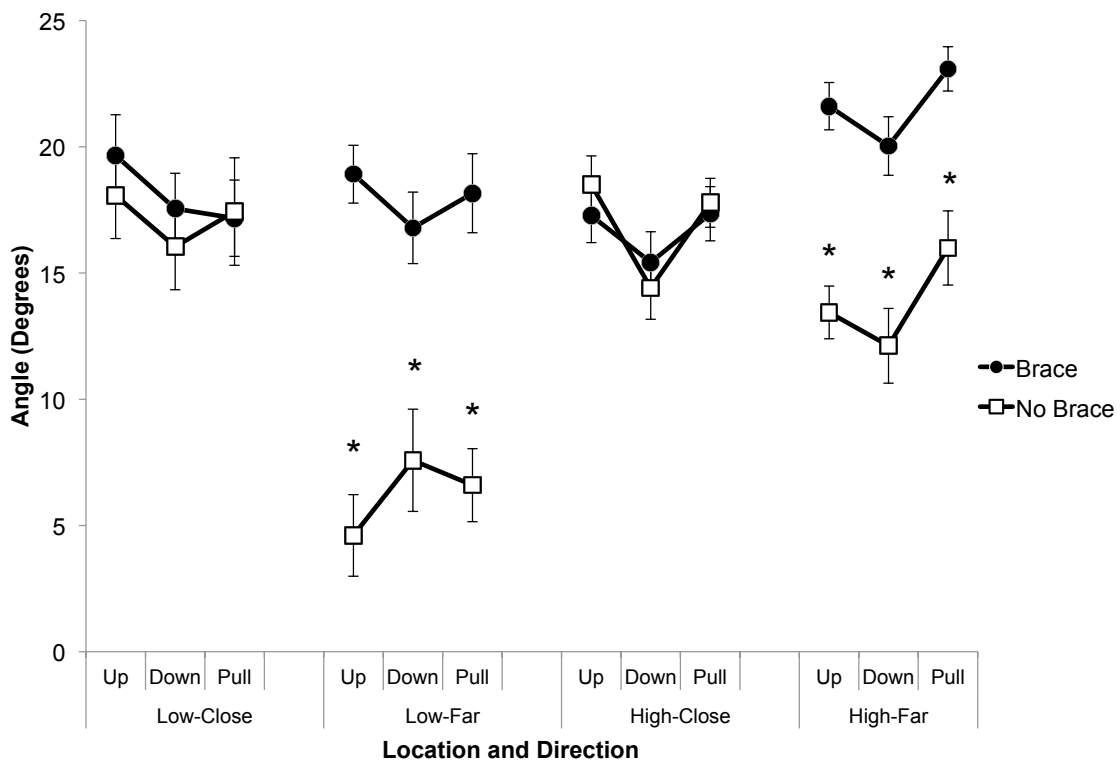 25
20
15
10
5
0
Angle (Degrees)
* * * * * *
Brace
No Brace
Up Down Pull Up Down Pull Up Down Pull Up Down Pull
Low-Close Low-Far High-Close High-Far
Location and Direction